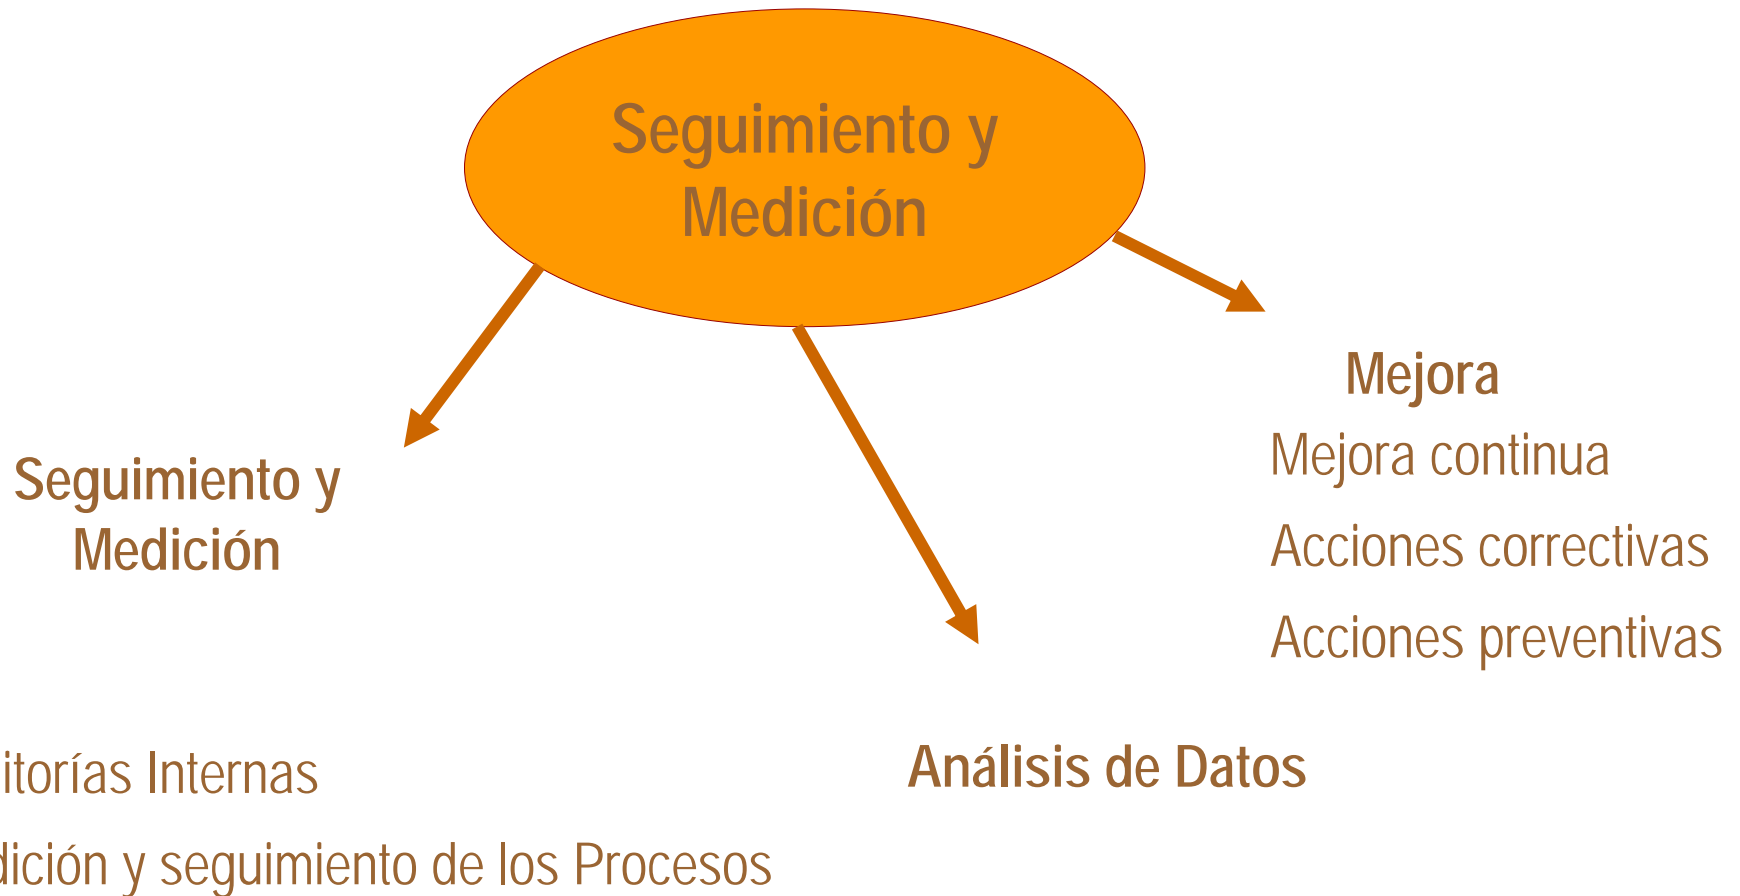 Seguimiento y
Medición
Seguimiento y
Medición
itorías Internas
dición y seguimiento de los Procesos
Análisis de Datos
Mejora
Mejora continua
Acciones correctivas
Acciones preventivas